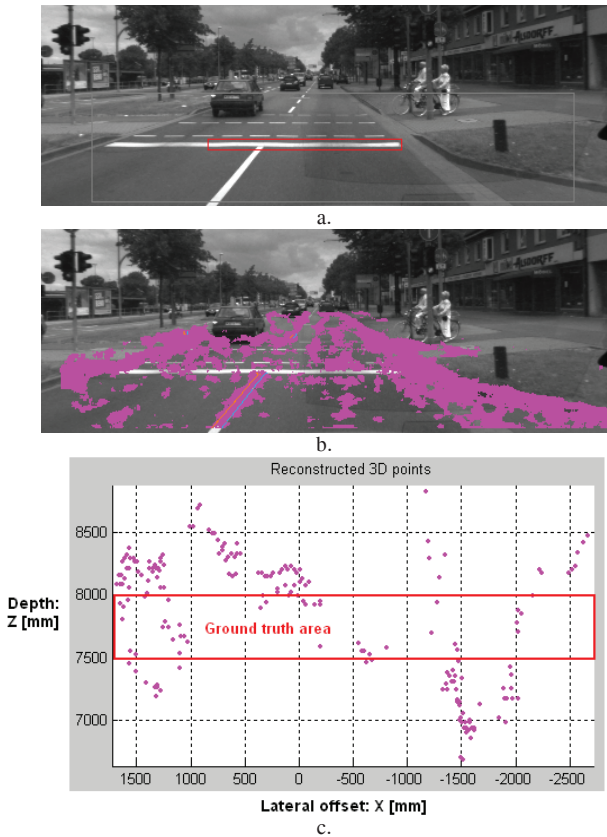 a.
b.
Reconstructed 3D points
8500
8000
Depth:
Z [mm]
Ground truth area
7500
7000
1500 1000 500 0 -500 -1000 -1500 -2000 -2500
Lateral offset: X [mm]
c.